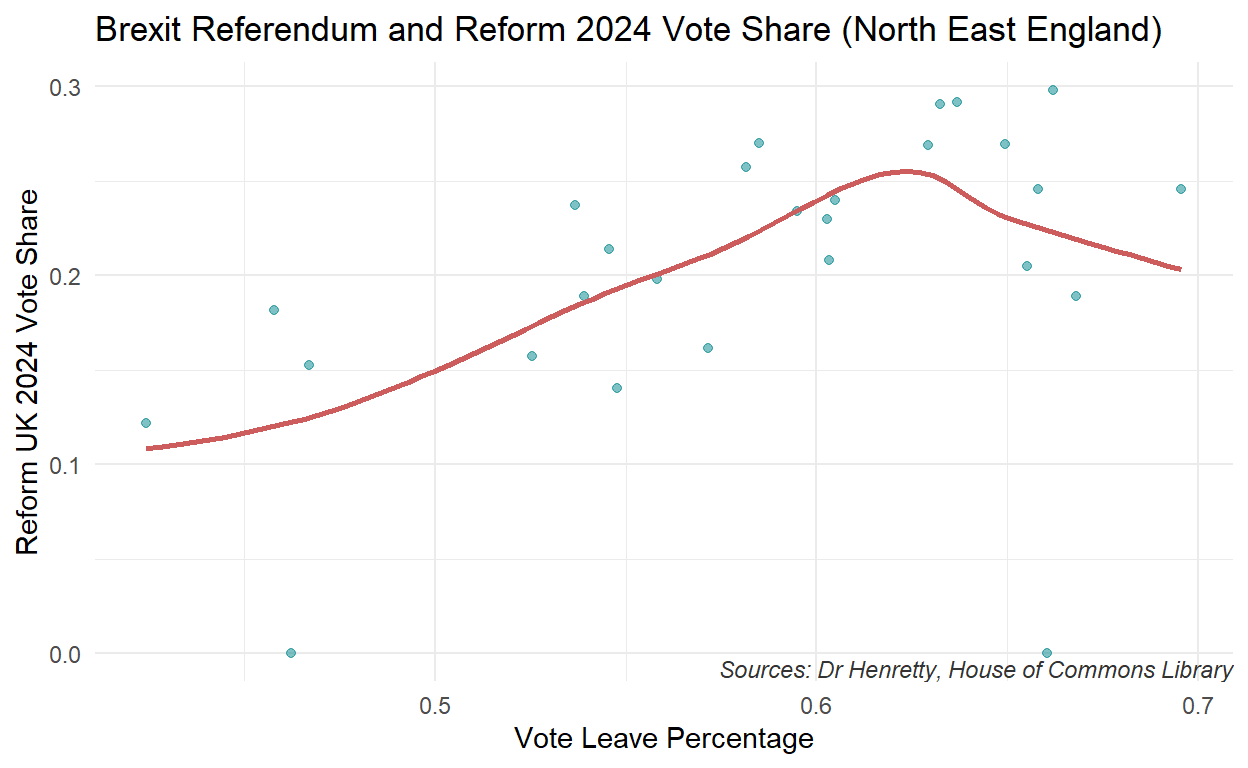 Brexit Referendum and Reform 2024 Vote Share (North East England)
Reform UK 2024 Vote Share
0.3
0.2
0.1
0.0
Sources: Dr Henretty, House of Commons Library
0.5
0.6
0.7
Vote Leave Percentage